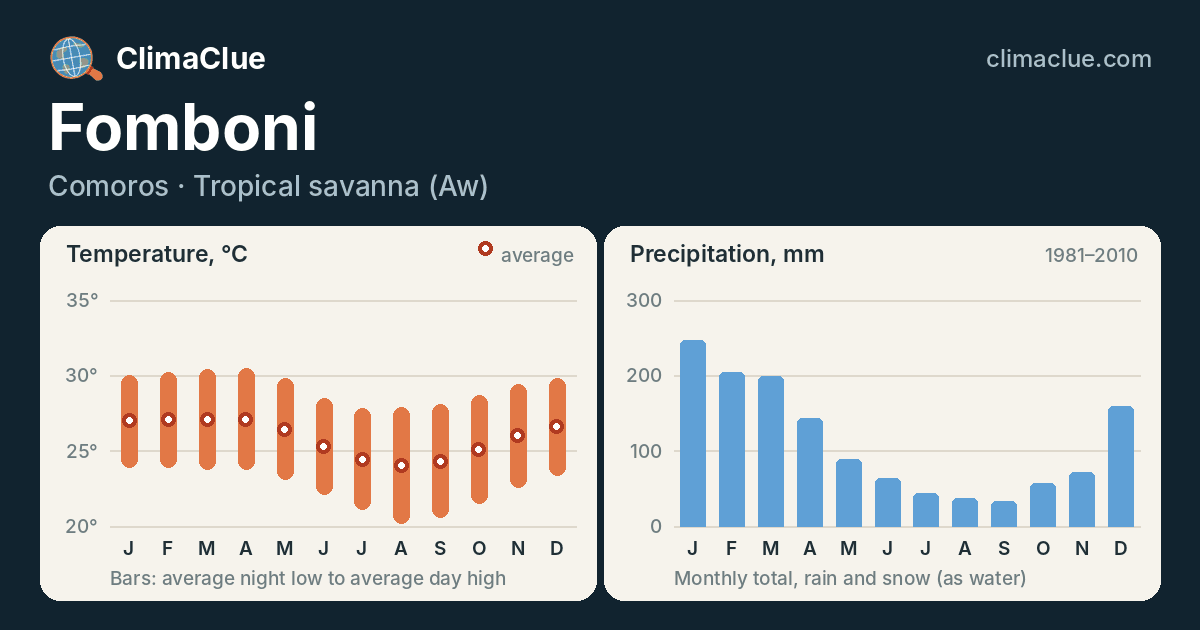 ClimaClue
climaclue.com
Fomboni
Comoros · Tropical savanna (Aw)
Temperature, °C
average
35°
30°
25°
20°
J F M A M J J A S O N D
Bars: average night low to average day high
Precipitation, mm
1981–2010
300
200
100
0
J F M A M J J A S O N D
Monthly total, rain and snow (as water)